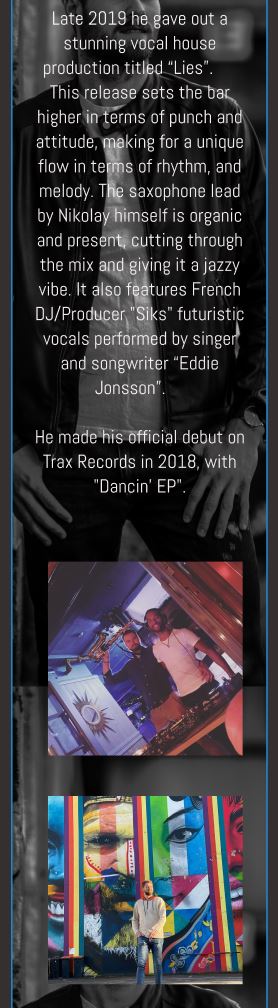 Late 2019 he gave out a
stunning vocal house
production titled “Lies”.
This release sets the bar
higher in terms of punch and
attitude, making for a unique
flow in terms of rhythm, and
melody. The saxophone lead
by Nikolay himself is organic
and present, cutting through
the mix and giving it a jazzy
vibe. It also features French
DJ/Producer "Siks" futuristic
vocals performed by singer
and songwriter “Eddie
Jonsson”.
He made his official debut on
Trax Records in 2018, with
"Dancin’ EP".